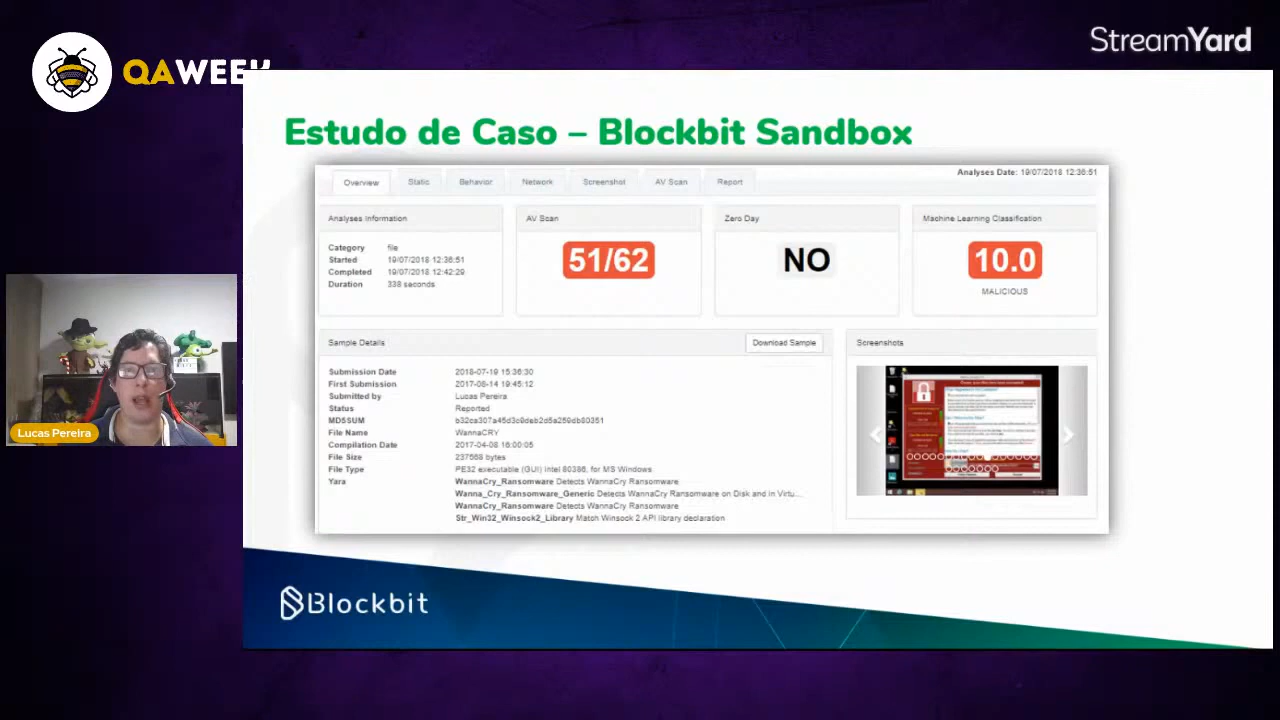 StreamYard
QAWEEK
Estudo de Caso – Blockbit Sandbox
Overview Static Behavior Network Screenshot AV Scan Report
Analyses Date: 19/07/2018 12:36:51
Analyses Information
Category file
Started 19/07/2018 12:36:51
Completed 19/07/2018 12:42:29
Duration 338 seconds
AV Scan
51/62
Zero Day
NO
Machine Learning Classification
10.0
MALICIOUS
Sample Details
Download Sample
Submission Date 2018-07-19 15:36:30
First Submission 2017-08-14 19:45:12
Submitted by Lucas Pereira
Status Reported
MD5SUM
File Name WannaCRY
Compilation Date 2017-04-08 16:00:05
File Size 237568 bytes
File Type PE32 executable (GUI) Intel 80386, for MS Windows
Yara WannaCry_Ransomware Detects WannaCry Ransomware
Wanna_Cry_Ransomware_Generic Detects WannaCry Ransomware on Disk and in Virtu...
WannaCry_Ransomware Detects WannaCry Ransomware
Str_Win32_Winsock2_Library Match Winsock 2 API library declaration
Screenshots
Lucas Pereira
Blockbit